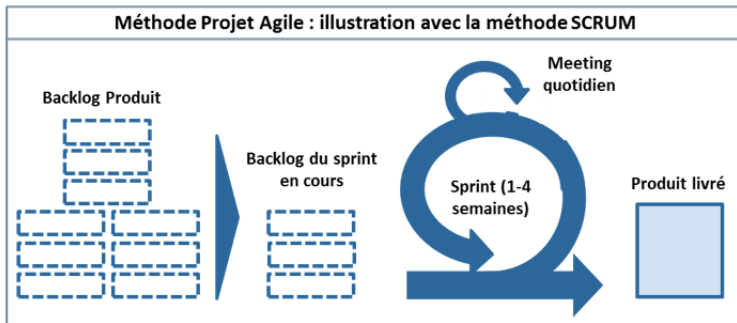 Méthode Projet Agile : illustration avec la méthode SCRUM
Backlog Produit
Backlog du sprint
en cours
Meeting
quotidien
Sprint (1-4
semaines)
Produit livré